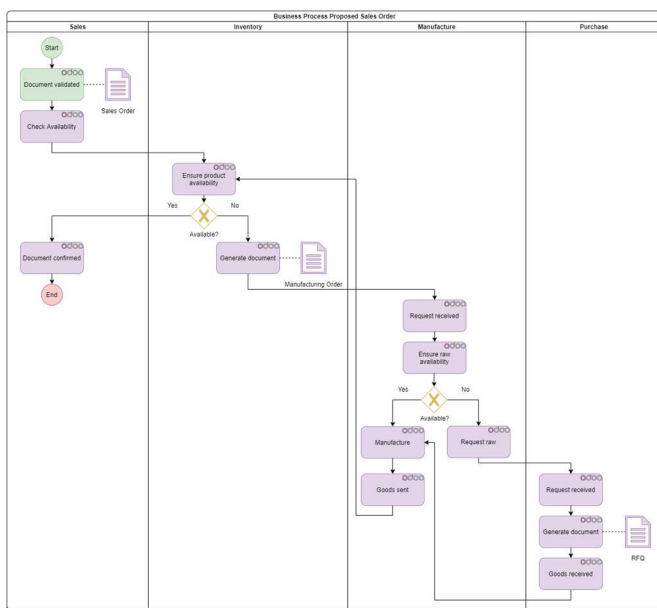 Business Process Proposed Sales Order
Sales
Inventory
Manufacture
Purchase
Start
odoo
Document validated
Sales Order
odoo
Check Availability
odoo
Ensure product
availability
Yes
No
Available?
odoo
Document confirmed
odoo
Generate document
Manufacturing Order
End
odoo
Request received
odoo
Ensure raw
availability
Yes
No
Available?
odoo
Manufacture
odoo
Request raw
odoo
Goods sent
odoo
Request received
odoo
Generate document
RFQ
odoo
Goods received